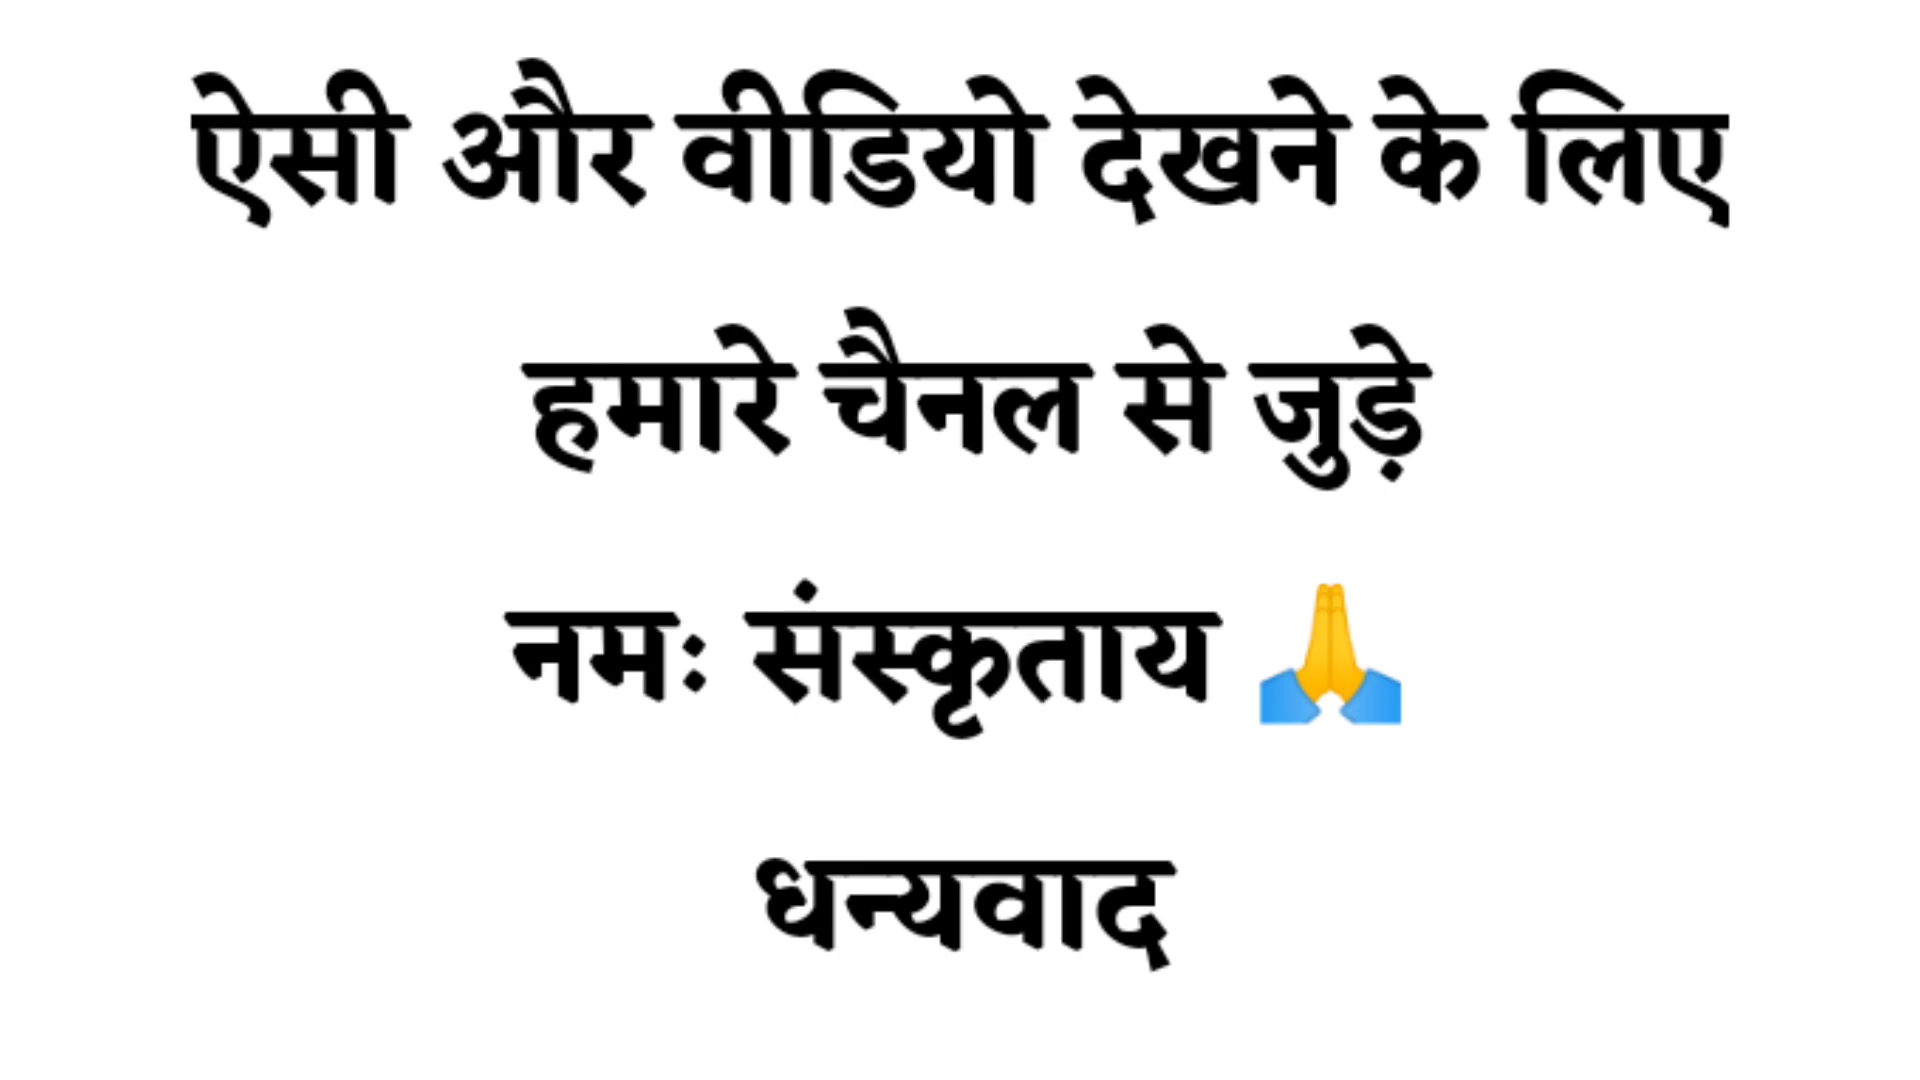 ऐसी और वीडियो देखने के लिए
हमारे चैनल से जुड़े
नमः संस्कृताय 🙏
धन्यवाद